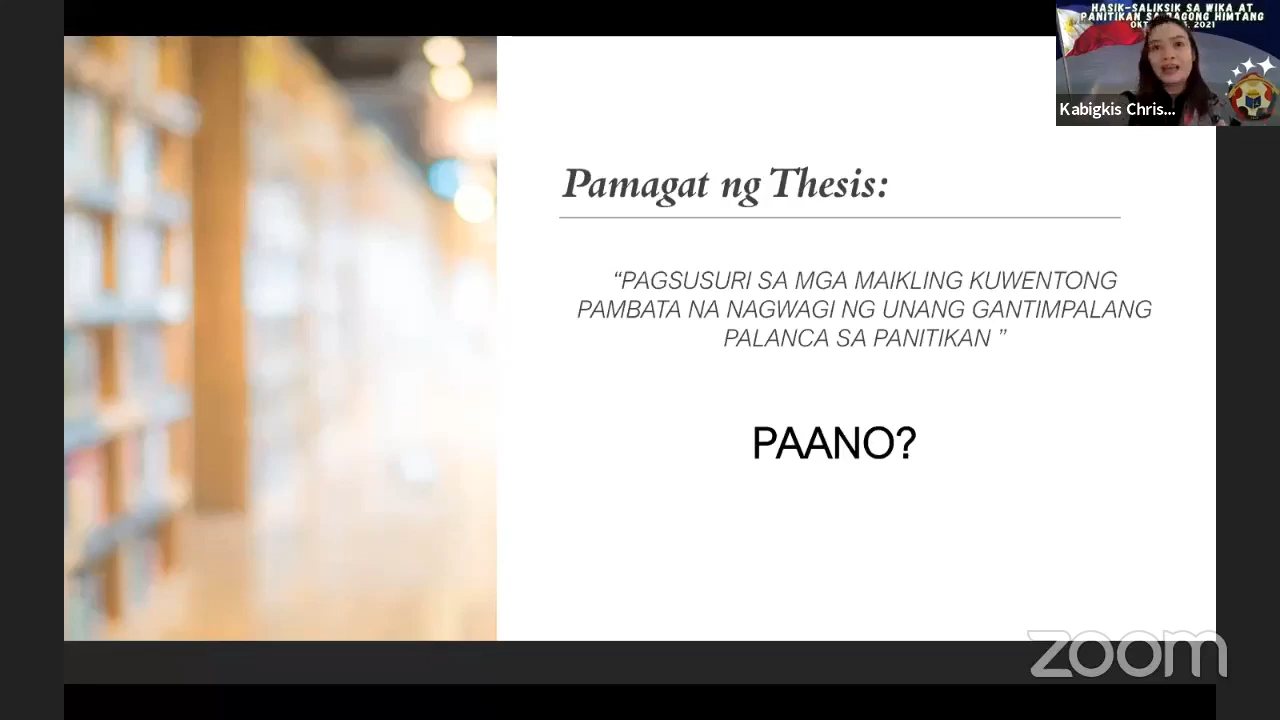 HASIK-SALIKSIK SA WIKA AT
PANITIKAN SA BAGONG HIMTANG
2021
Kabigkis Chris...
Pamagat ng Thesis:
“PAGSUSURI SA MGA MAIKLING KUWENTONG
PAMBATA NA NAGWAGI NG UNANG GANTIMPALANG
PALANCA SA PANITIKAN ”
PAANO?
zoom